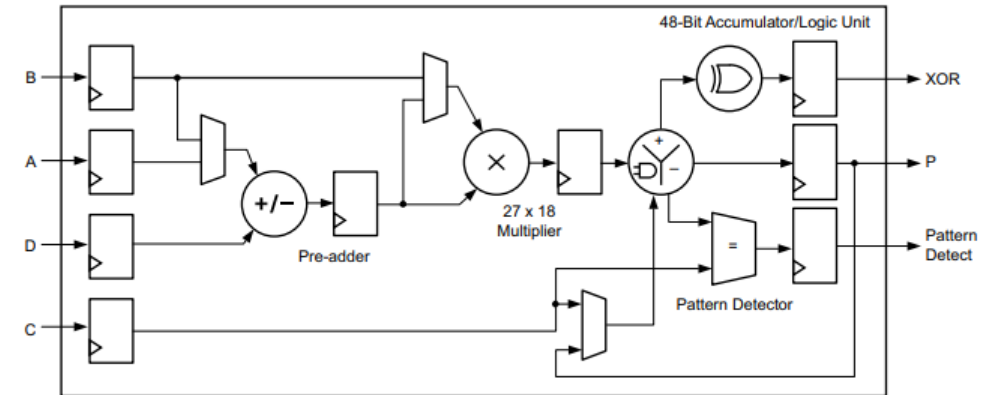 48-Bit Accumulator/Logic Unit
B
XOR
A
+/−
×
+
−
P
27 x 18
Multiplier
D
Pre-adder
=
Pattern
Detect
Pattern Detector
C